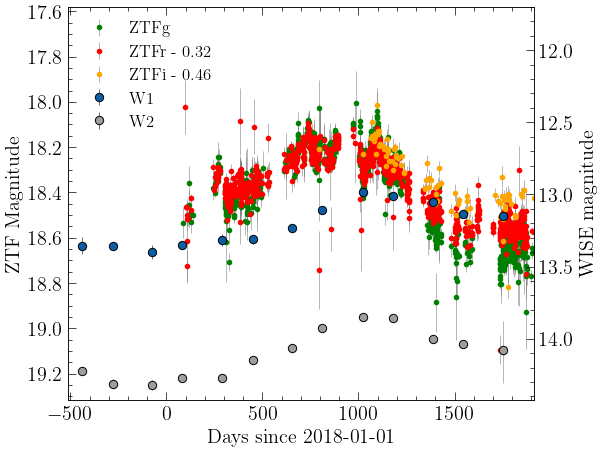 ZTFg
ZTFr - 0.32
ZTFi - 0.46
W1
W2
ZTF Magnitude
17.6
17.8
18.0
18.2
18.4
18.6
18.8
19.0
19.2
WISE magnitude
12.0
12.5
13.0
13.5
14.0
−500 0 500 1000 1500
Days since 2018-01-01